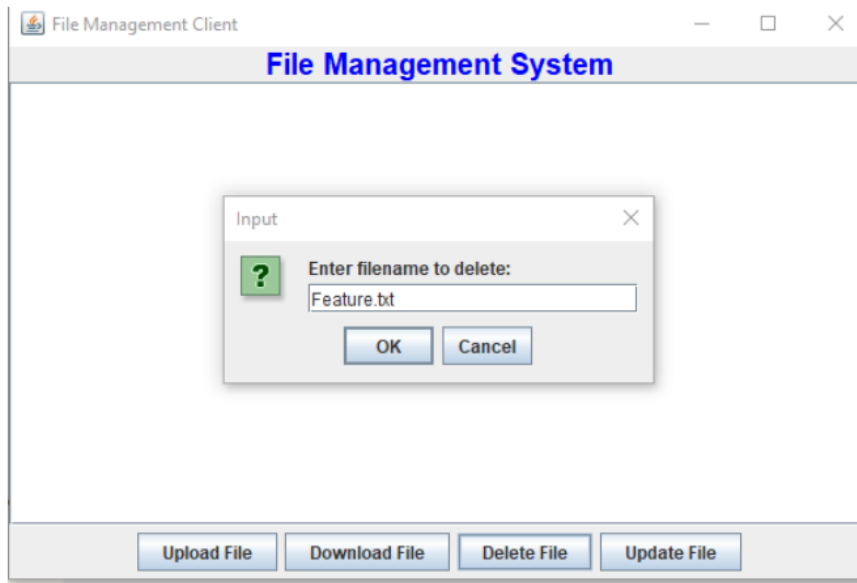 File Management Client
File Management System
Input
?
Enter filename to delete:
Feature.txt
OK Cancel
Upload File Download File Delete File Update File